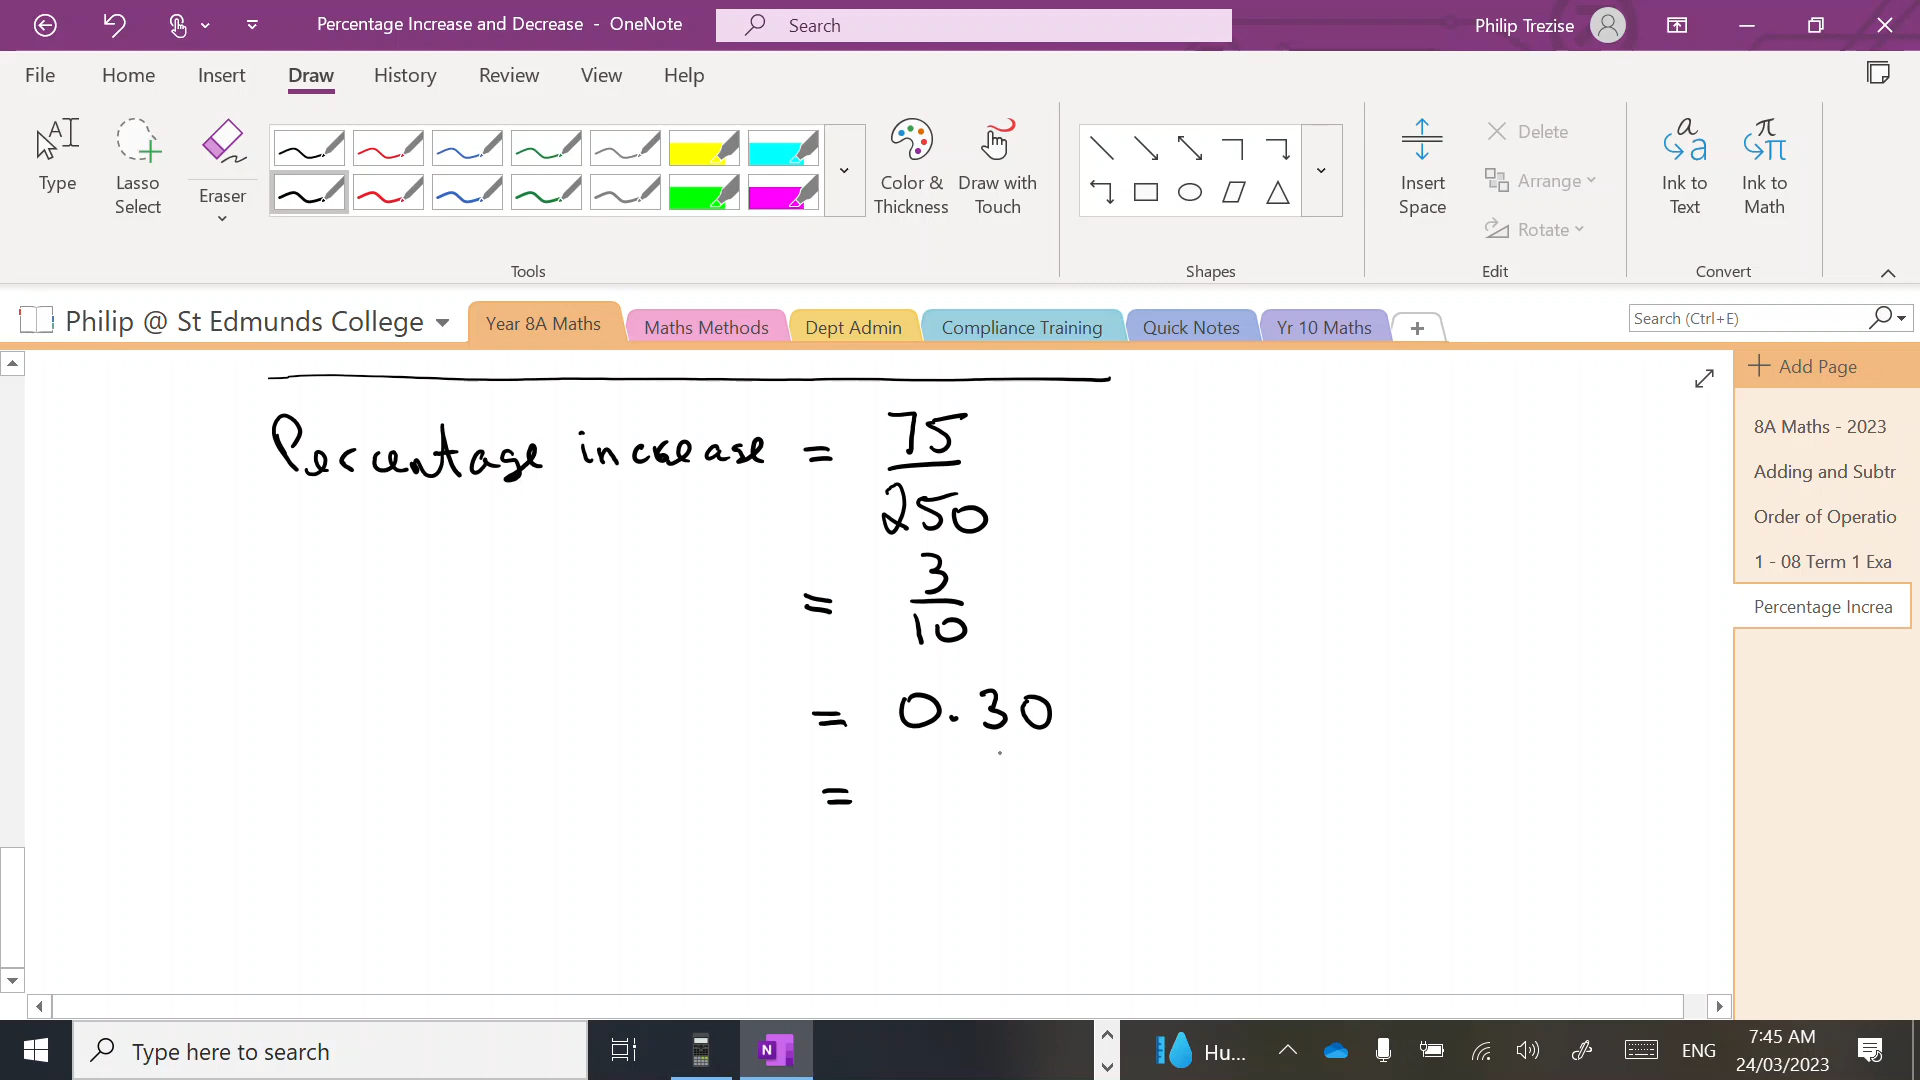 Percentage Increase and Decrease - OneNote
Search
Philip Trezise
File Home Insert Draw History Review View Help
Type
Lasso Select
Eraser
Color & Thickness
Draw with Touch
Insert Space
Delete
Arrange
Rotate
Ink to Text
Ink to Math
Tools Shapes Edit Convert
Philip @ St Edmunds College
Year 8A Maths
Maths Methods
Dept Admin
Compliance Training
Quick Notes
Yr 10 Maths
Search (Ctrl+E)
Add Page
8A Maths - 2023
Adding and Subtr
Order of Operatio
1 - 08 Term 1 Exa
Percentage Increa
Percentage increase = 75/250
= 3/10
= 0.30
=
Type here to search
Hu...
ENG
7:45 AM
24/03/2023